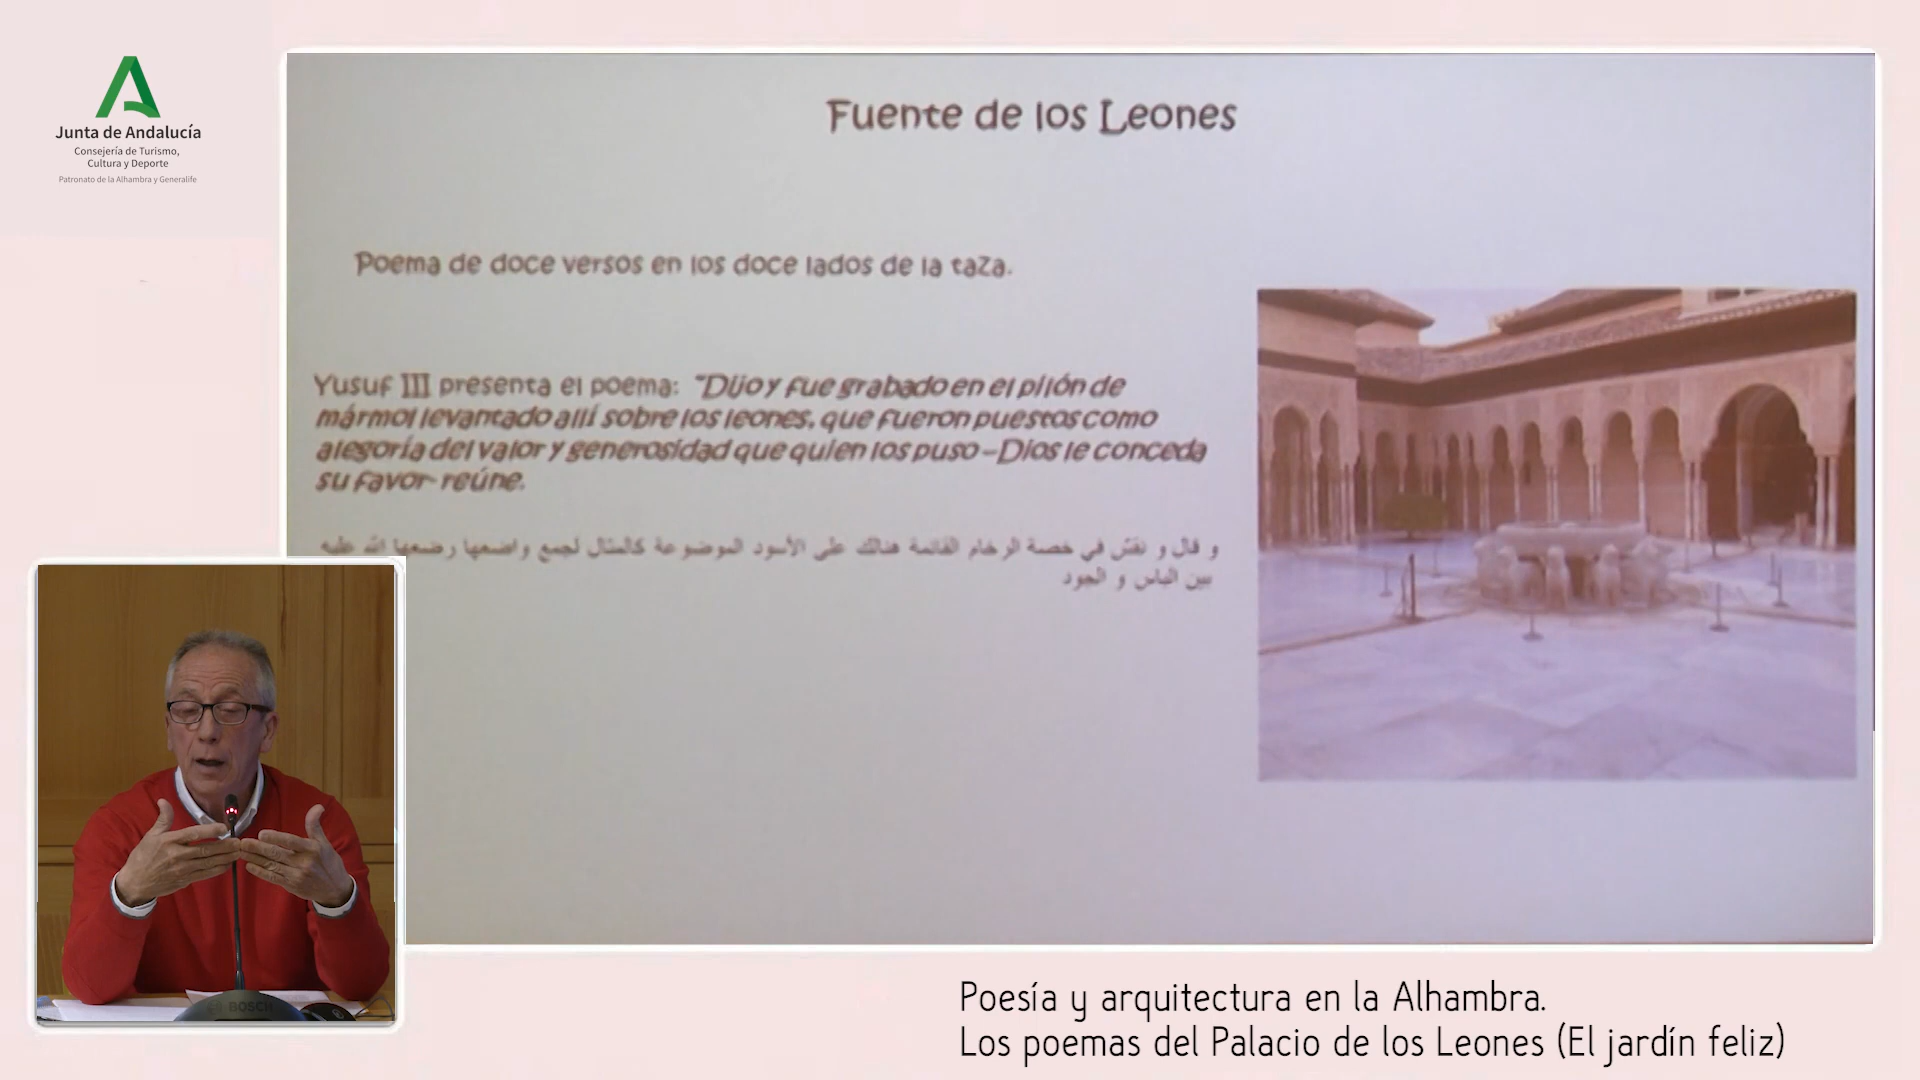 Junta de Andalucía
Consejería de Turismo,
Cultura y Deporte
Patronato de la Alhambra y Generalife
Fuente de los Leones
Poema de doce versos en los doce lados de la taza.
Yusuf III presenta el poema: "Dijo y fue grabado en el pilón de
mármol levantado allí sobre los leones, que fueron puestos como
alegoría del valor y generosidad que quien los puso –Dios le conceda
su favor- reúne.
و قال و نقش في خصة الرخام القائمة هنالك على الأسود الموضوعة كالمثال لجمع واضعها رضعها الله عليه
بين الباس و الجود
BOSCH
Poesía y arquitectura en la Alhambra.
Los poemas del Palacio de los Leones (El jardín feliz)